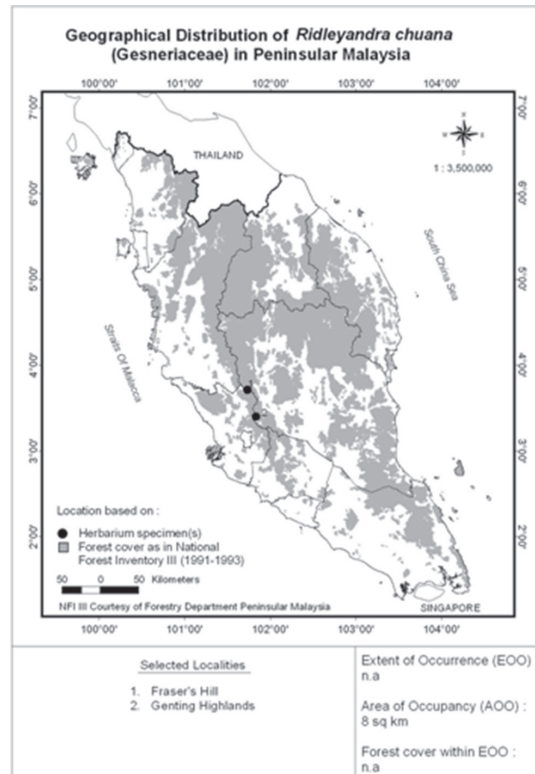 Geographical Distribution of Ridleyandra chuana
(Gesneriaceae) in Peninsular Malaysia
100°00' 101°00' 102°00' 103°00' 104°00'
7°00'
7°00'
N
W E
S
THAILAND
1 : 3,500,000
6°00'
6°00'
South China Sea
5°00'
5°00'
Straits Of Malacca
4°00'
4°00'
3°00'
3°00'
2°00'
2°00'
Location based on :
Herbarium specimen(s)
Forest cover as in National
Forest Inventory III (1991-1993)
50 0 50 Kilometers
NFI III Courtesy of Forestry Department Peninsular Malaysia
SINGAPORE
100°00' 101°00' 102°00' 103°00' 104°00'
Selected Localities
1. Fraser's Hill
2. Genting Highlands
Extent of Occurrence (EOO)
n.a
Area of Occupancy (AOO) :
8 sq km
Forest cover within EOO :
n.a